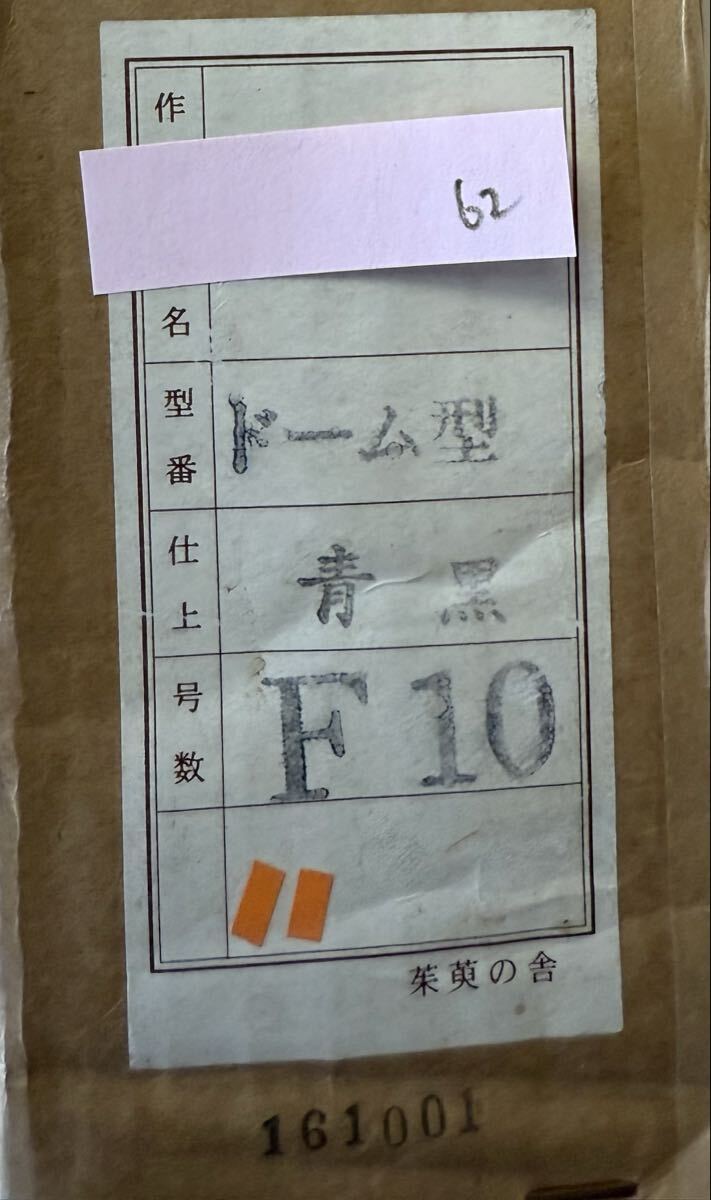 作
62
名
型番 ドーム型
仕上 青黒
号数 F10
茱萸の舎
161001